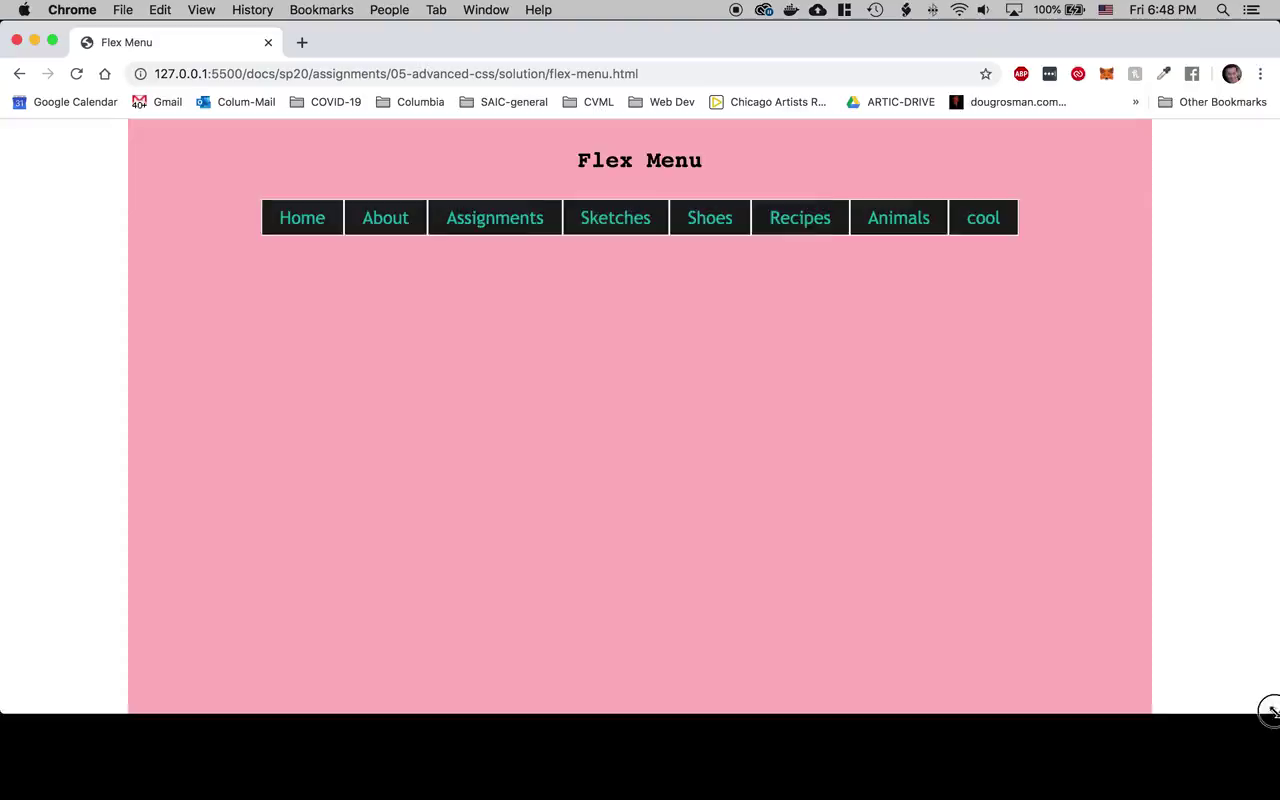 Chrome File Edit View History Bookmarks People Tab Window Help 100% Fri 6:48 PM
Flex Menu
127.0.0.1:5500/docs/sp20/assignments/05-advanced-css/solution/flex-menu.html ABP
Google Calendar Gmail Colum-Mail COVID-19 Columbia SAIC-general CVML Web Dev Chicago Artists R... ARTIC-DRIVE dougrosman.com... » Other Bookmarks
Flex Menu
Home About Assignments Sketches Shoes Recipes Animals cool